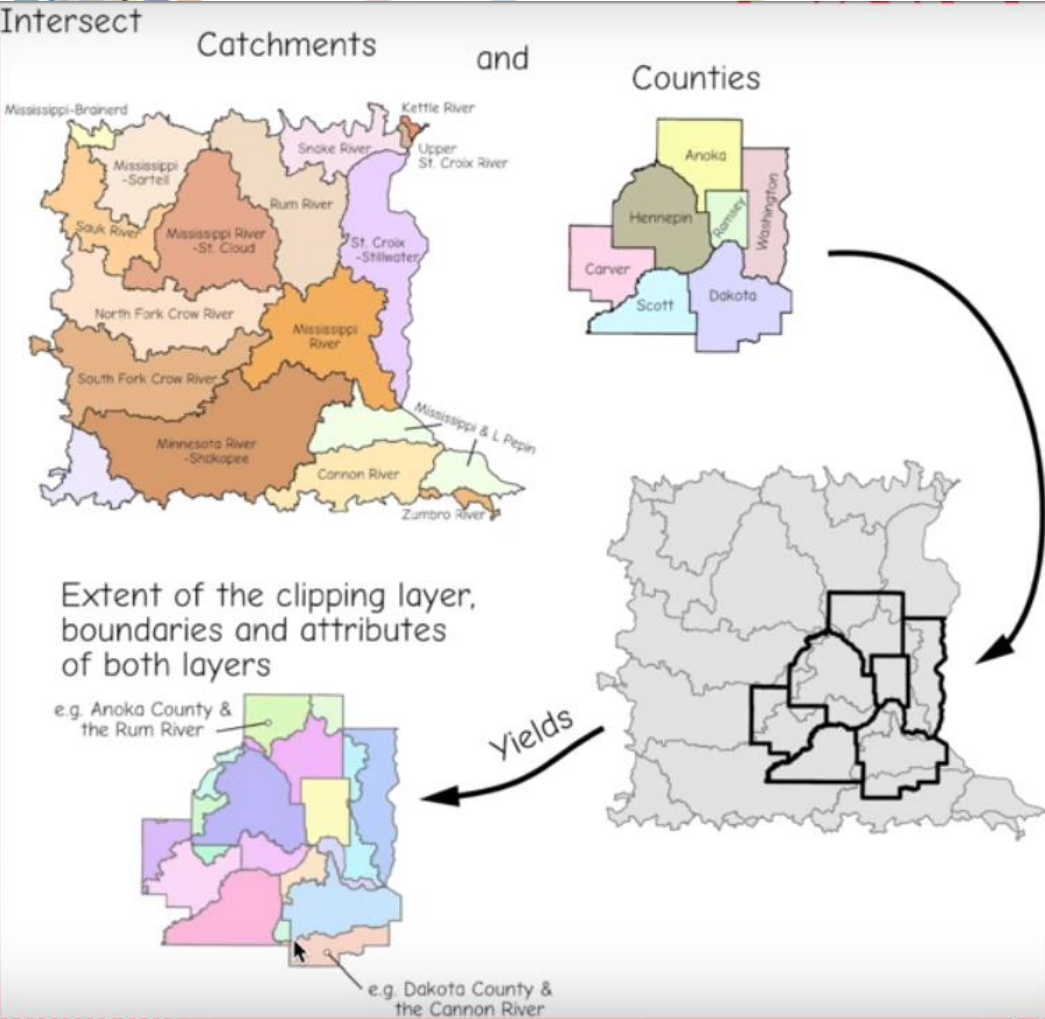 Intersect
Catchments
and
Counties
Mississippi-Brainerd
Kettle River
Snake River
Upper
St. Croix River
Mississippi
-Sartell
Rum River
Sauk River
Mississippi River
-St. Cloud
St. Croix
-Stillwater
North Fork Crow River
Mississippi
River
South Fork Crow River
Mississippi & L Pepin
Minnesota River
-Shakopee
Cannon River
Zumbro River
Anoka
Washington
Ramsey
Hennepin
Carver
Scott
Dakota
Extent of the clipping layer,
boundaries and attributes
of both layers
e.g. Anoka County &
the Rum River
Yields
e.g. Dakota County &
the Cannon River